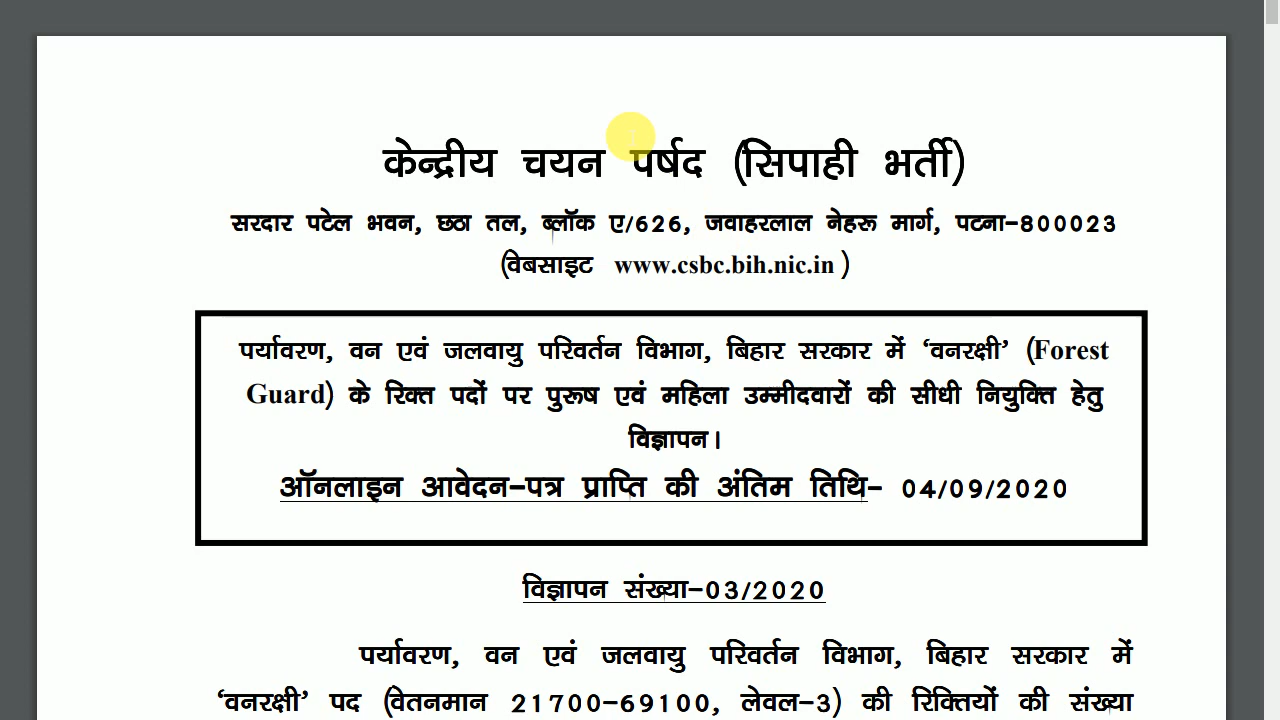 केन्द्रीय चयन पर्षद (सिपाही भर्ती)
सरदार पटेल भवन, छठा तल, ब्लॉक ए/626, जवाहरलाल नेहरू मार्ग, पटना-800023
(वेबसाइट www.csbc.bih.nic.in )
पर्यावरण, वन एवं जलवायु परिवर्तन विभाग, बिहार सरकार में ‘वनरक्षी’ (Forest
Guard) के रिक्त पदों पर पुरूष एवं महिला उम्मीदवारों की सीधी नियुक्ति हेतु
विज्ञापन।
ऑनलाइन आवेदन-पत्र प्राप्ति की अंतिम तिथि- 04/09/2020
विज्ञापन संख्या-03/2020
पर्यावरण, वन एवं जलवायु परिवर्तन विभाग, बिहार सरकार में
‘वनरक्षी’ पद (वेतनमान 21700-69100, लेवल-3) की रिक्तियों की संख्या